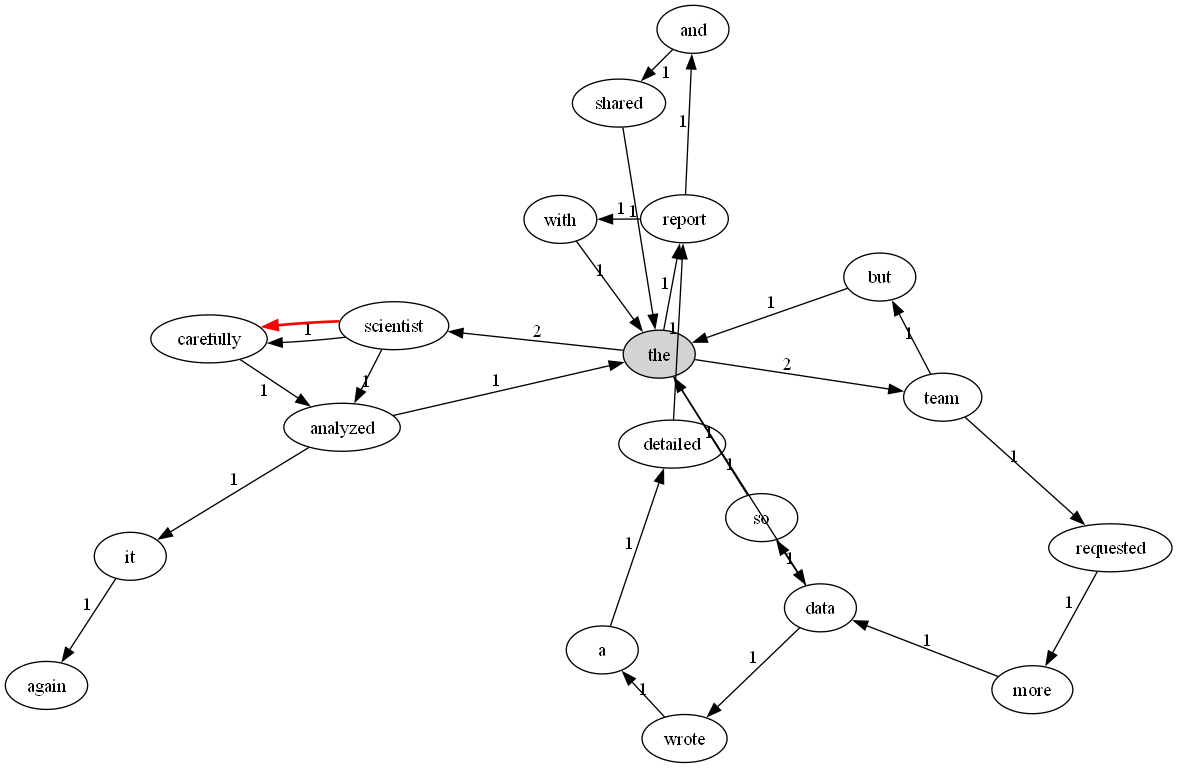 and
1
shared
1
with
1
1
report
but
1
1
carefully
1
scientist
2
the
1
2
1
team
1
1
1
analyzed
detailed
1
1
1
1
so
1
it
1
requested
1
1
data
1
a
1
1
again
1
more
wrote